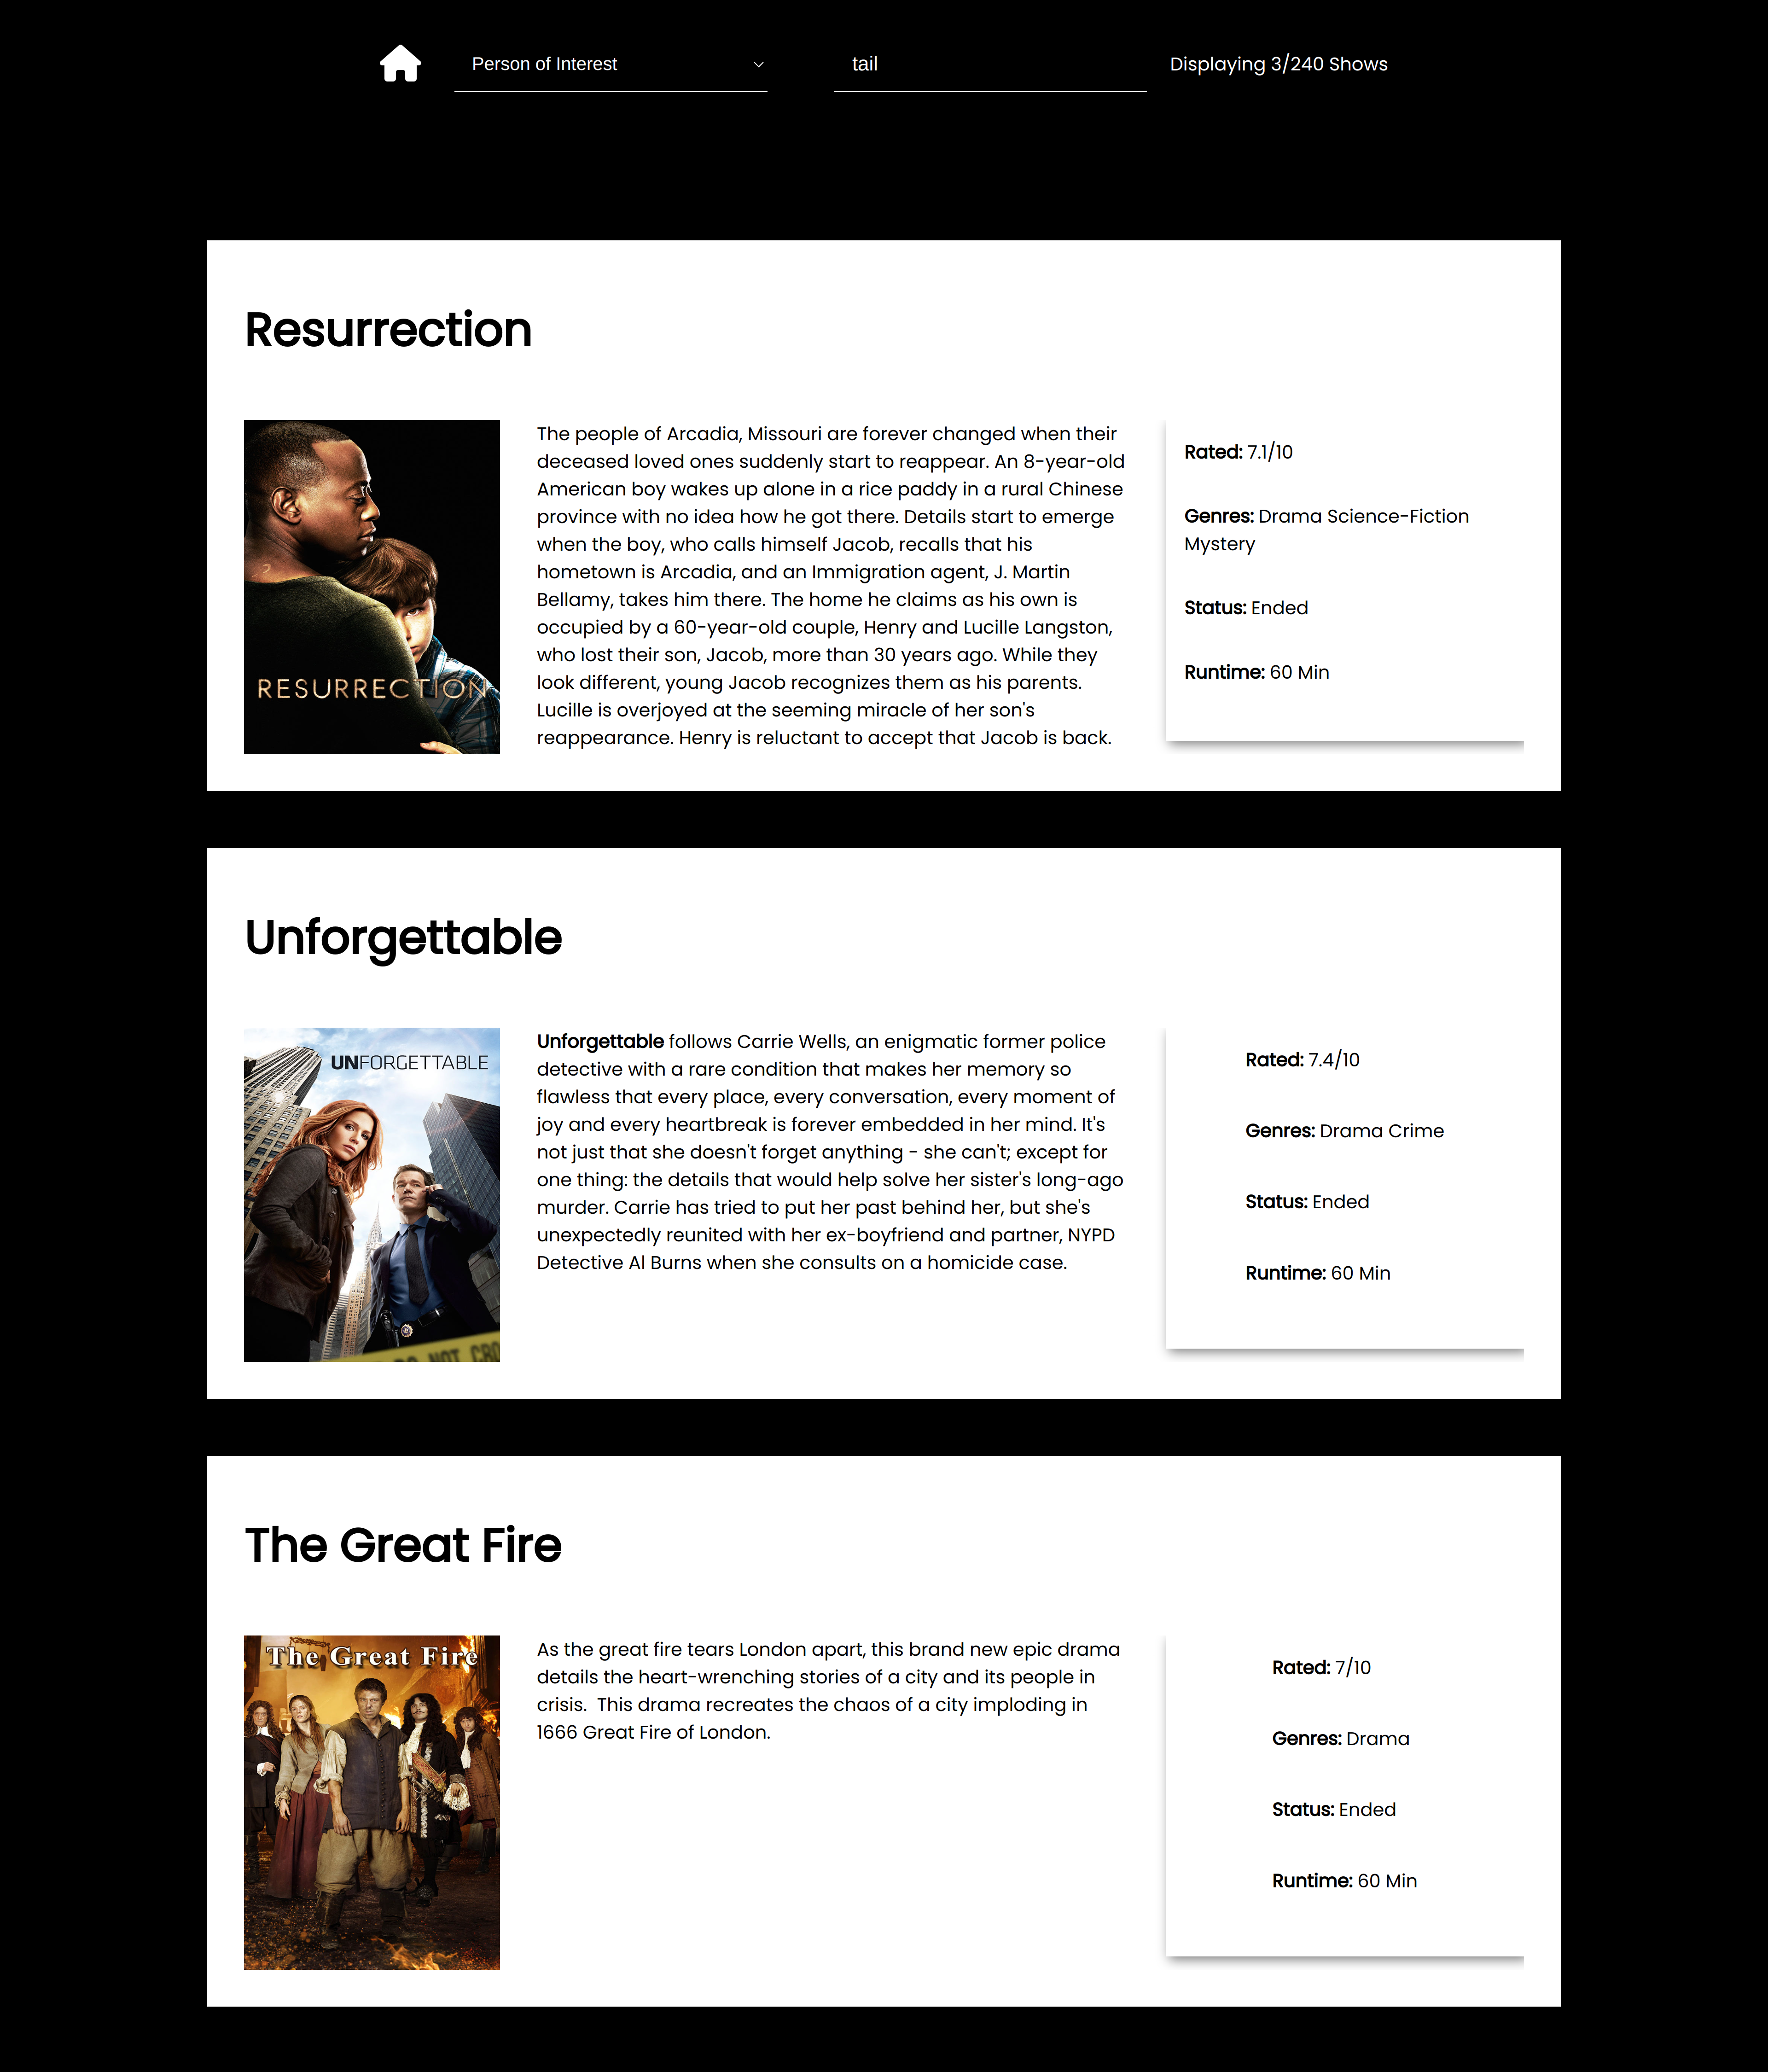 Person of Interest
tail
Displaying 3/240 Shows
Resurrection
RESURRECTION
The people of Arcadia, Missouri are forever changed when their
deceased loved ones suddenly start to reappear. An 8-year-old
American boy wakes up alone in a rice paddy in a rural Chinese
province with no idea how he got there. Details start to emerge
when the boy, who calls himself Jacob, recalls that his
hometown is Arcadia, and an Immigration agent, J. Martin
Bellamy, takes him there. The home he claims as his own is
occupied by a 60-year-old couple, Henry and Lucille Langston,
who lost their son, Jacob, more than 30 years ago. While they
look different, young Jacob recognizes them as his parents.
Lucille is overjoyed at the seeming miracle of her son's
reappearance. Henry is reluctant to accept that Jacob is back.
Rated: 7.1/10
Genres: Drama Science-Fiction
Mystery
Status: Ended
Runtime: 60 Min
Unforgettable
UNFORGETTABLE
DO NOT CRO
Unforgettable follows Carrie Wells, an enigmatic former police
detective with a rare condition that makes her memory so
flawless that every place, every conversation, every moment of
joy and every heartbreak is forever embedded in her mind. It's
not just that she doesn't forget anything - she can't; except for
one thing: the details that would help solve her sister's long-ago
murder. Carrie has tried to put her past behind her, but she's
unexpectedly reunited with her ex-boyfriend and partner, NYPD
Detective Al Burns when she consults on a homicide case.
Rated: 7.4/10
Genres: Drama Crime
Status: Ended
Runtime: 60 Min
The Great Fire
The Great Fire
As the great fire tears London apart, this brand new epic drama
details the heart-wrenching stories of a city and its people in
crisis.  This drama recreates the chaos of a city imploding in
1666 Great Fire of London.
Rated: 7/10
Genres: Drama
Status: Ended
Runtime: 60 Min